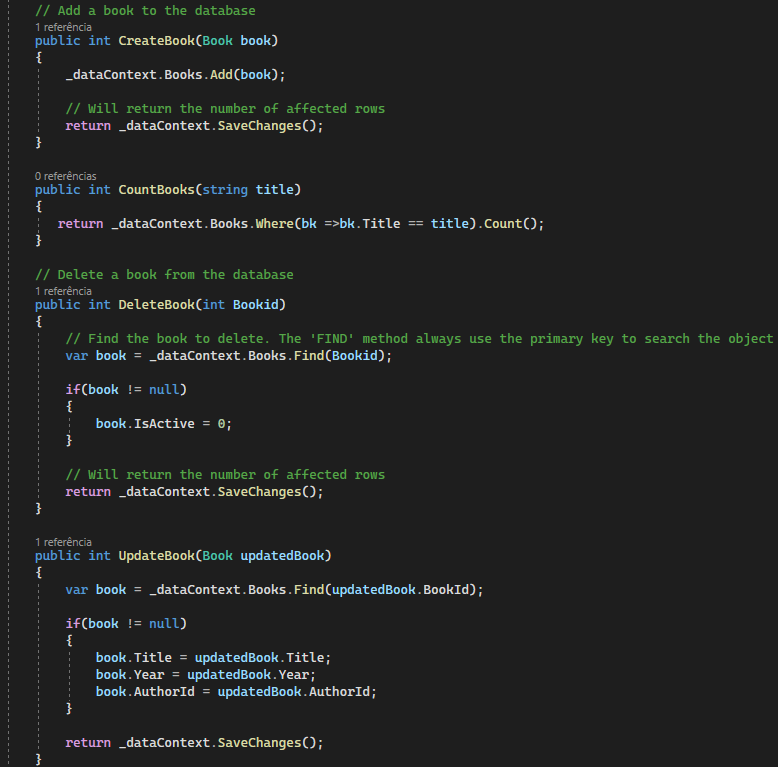 // Add a book to the database
1 referência
public int CreateBook(Book book)
{
_dataContext.Books.Add(book);
// Will return the number of affected rows
return _dataContext.SaveChanges();
}
0 referências
public int CountBooks(string title)
{
return _dataContext.Books.Where(bk =>bk.Title == title).Count();
}
// Delete a book from the database
1 referência
public int DeleteBook(int Bookid)
{
// Find the book to delete. The 'FIND' method always use the primary key to search the object
var book = _dataContext.Books.Find(Bookid);
if(book != null)
{
book.IsActive = 0;
}
// Will return the number of affected rows
return _dataContext.SaveChanges();
}
1 referência
public int UpdateBook(Book updatedBook)
{
var book = _dataContext.Books.Find(updatedBook.BookId);
if(book != null)
{
book.Title = updatedBook.Title;
book.Year = updatedBook.Year;
book.AuthorId = updatedBook.AuthorId;
}
return _dataContext.SaveChanges();
}